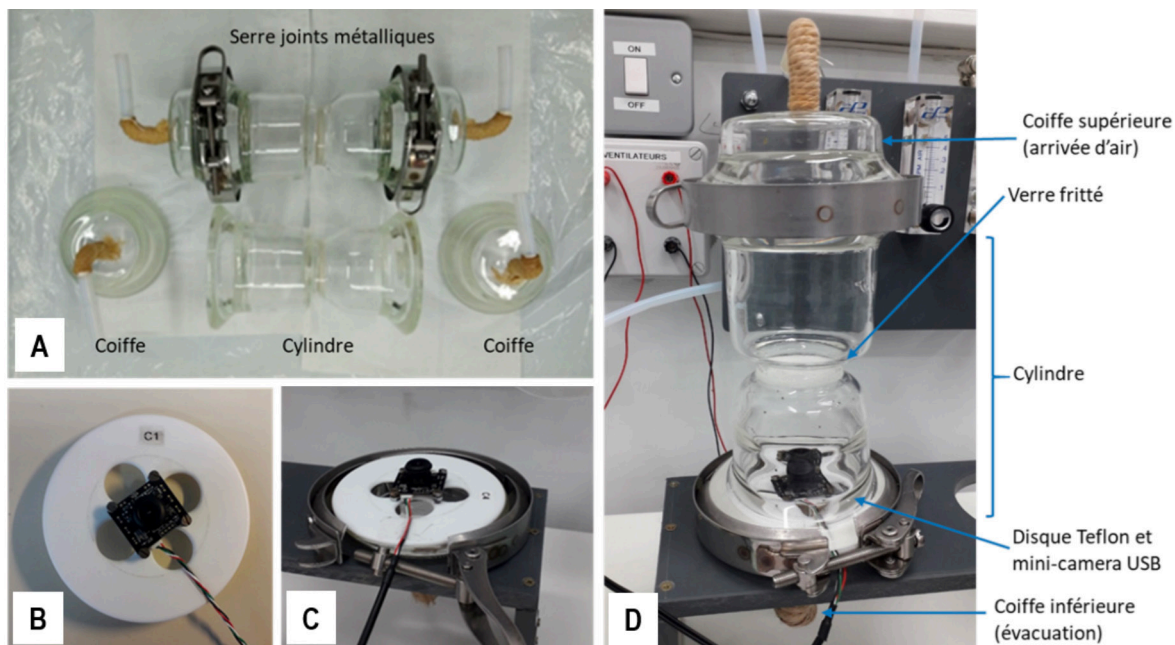 Serre joints métalliques
Coiffe
Cylindre
Coiffe
A
C1
B
C4
C
ON
OFF
VENTILATEURS
D
Coiffe supérieure
(arrivée d'air)
Verre fritté
Cylindre
Disque Teflon et
mini-camera USB
Coiffe inférieure
(évacuation)